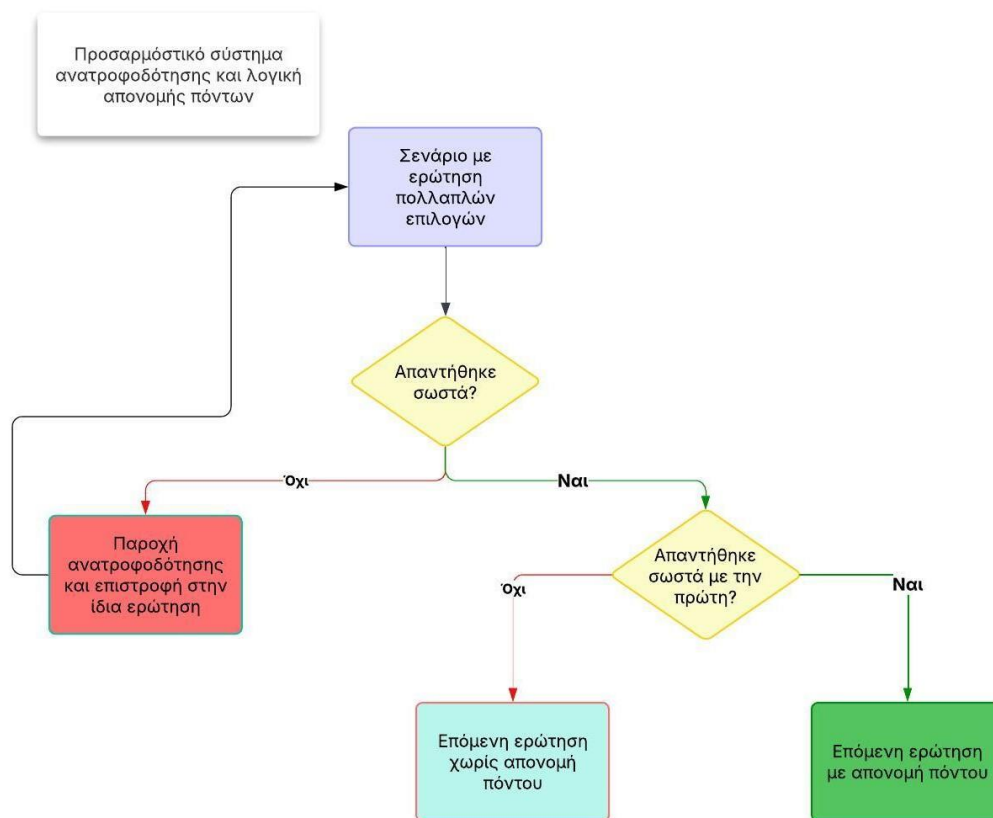 Προσαρμόστικό σύστημα
ανατροφοδότησης και λογική
απονομής πόντων
Σενάριο με
ερώτηση
πολλαπλών
επιλογών
Απαντήθηκε
σωστά?
Όχι
Ναι
Παροχή
ανατροφοδότησης
και επιστροφή στην
ίδια ερώτηση
Απαντήθηκε
σωστά με την
πρώτη?
Όχι
Ναι
Επόμενη ερώτηση
χωρίς απονομή
πόντου
Επόμενη ερώτηση
με απονομή πόντου